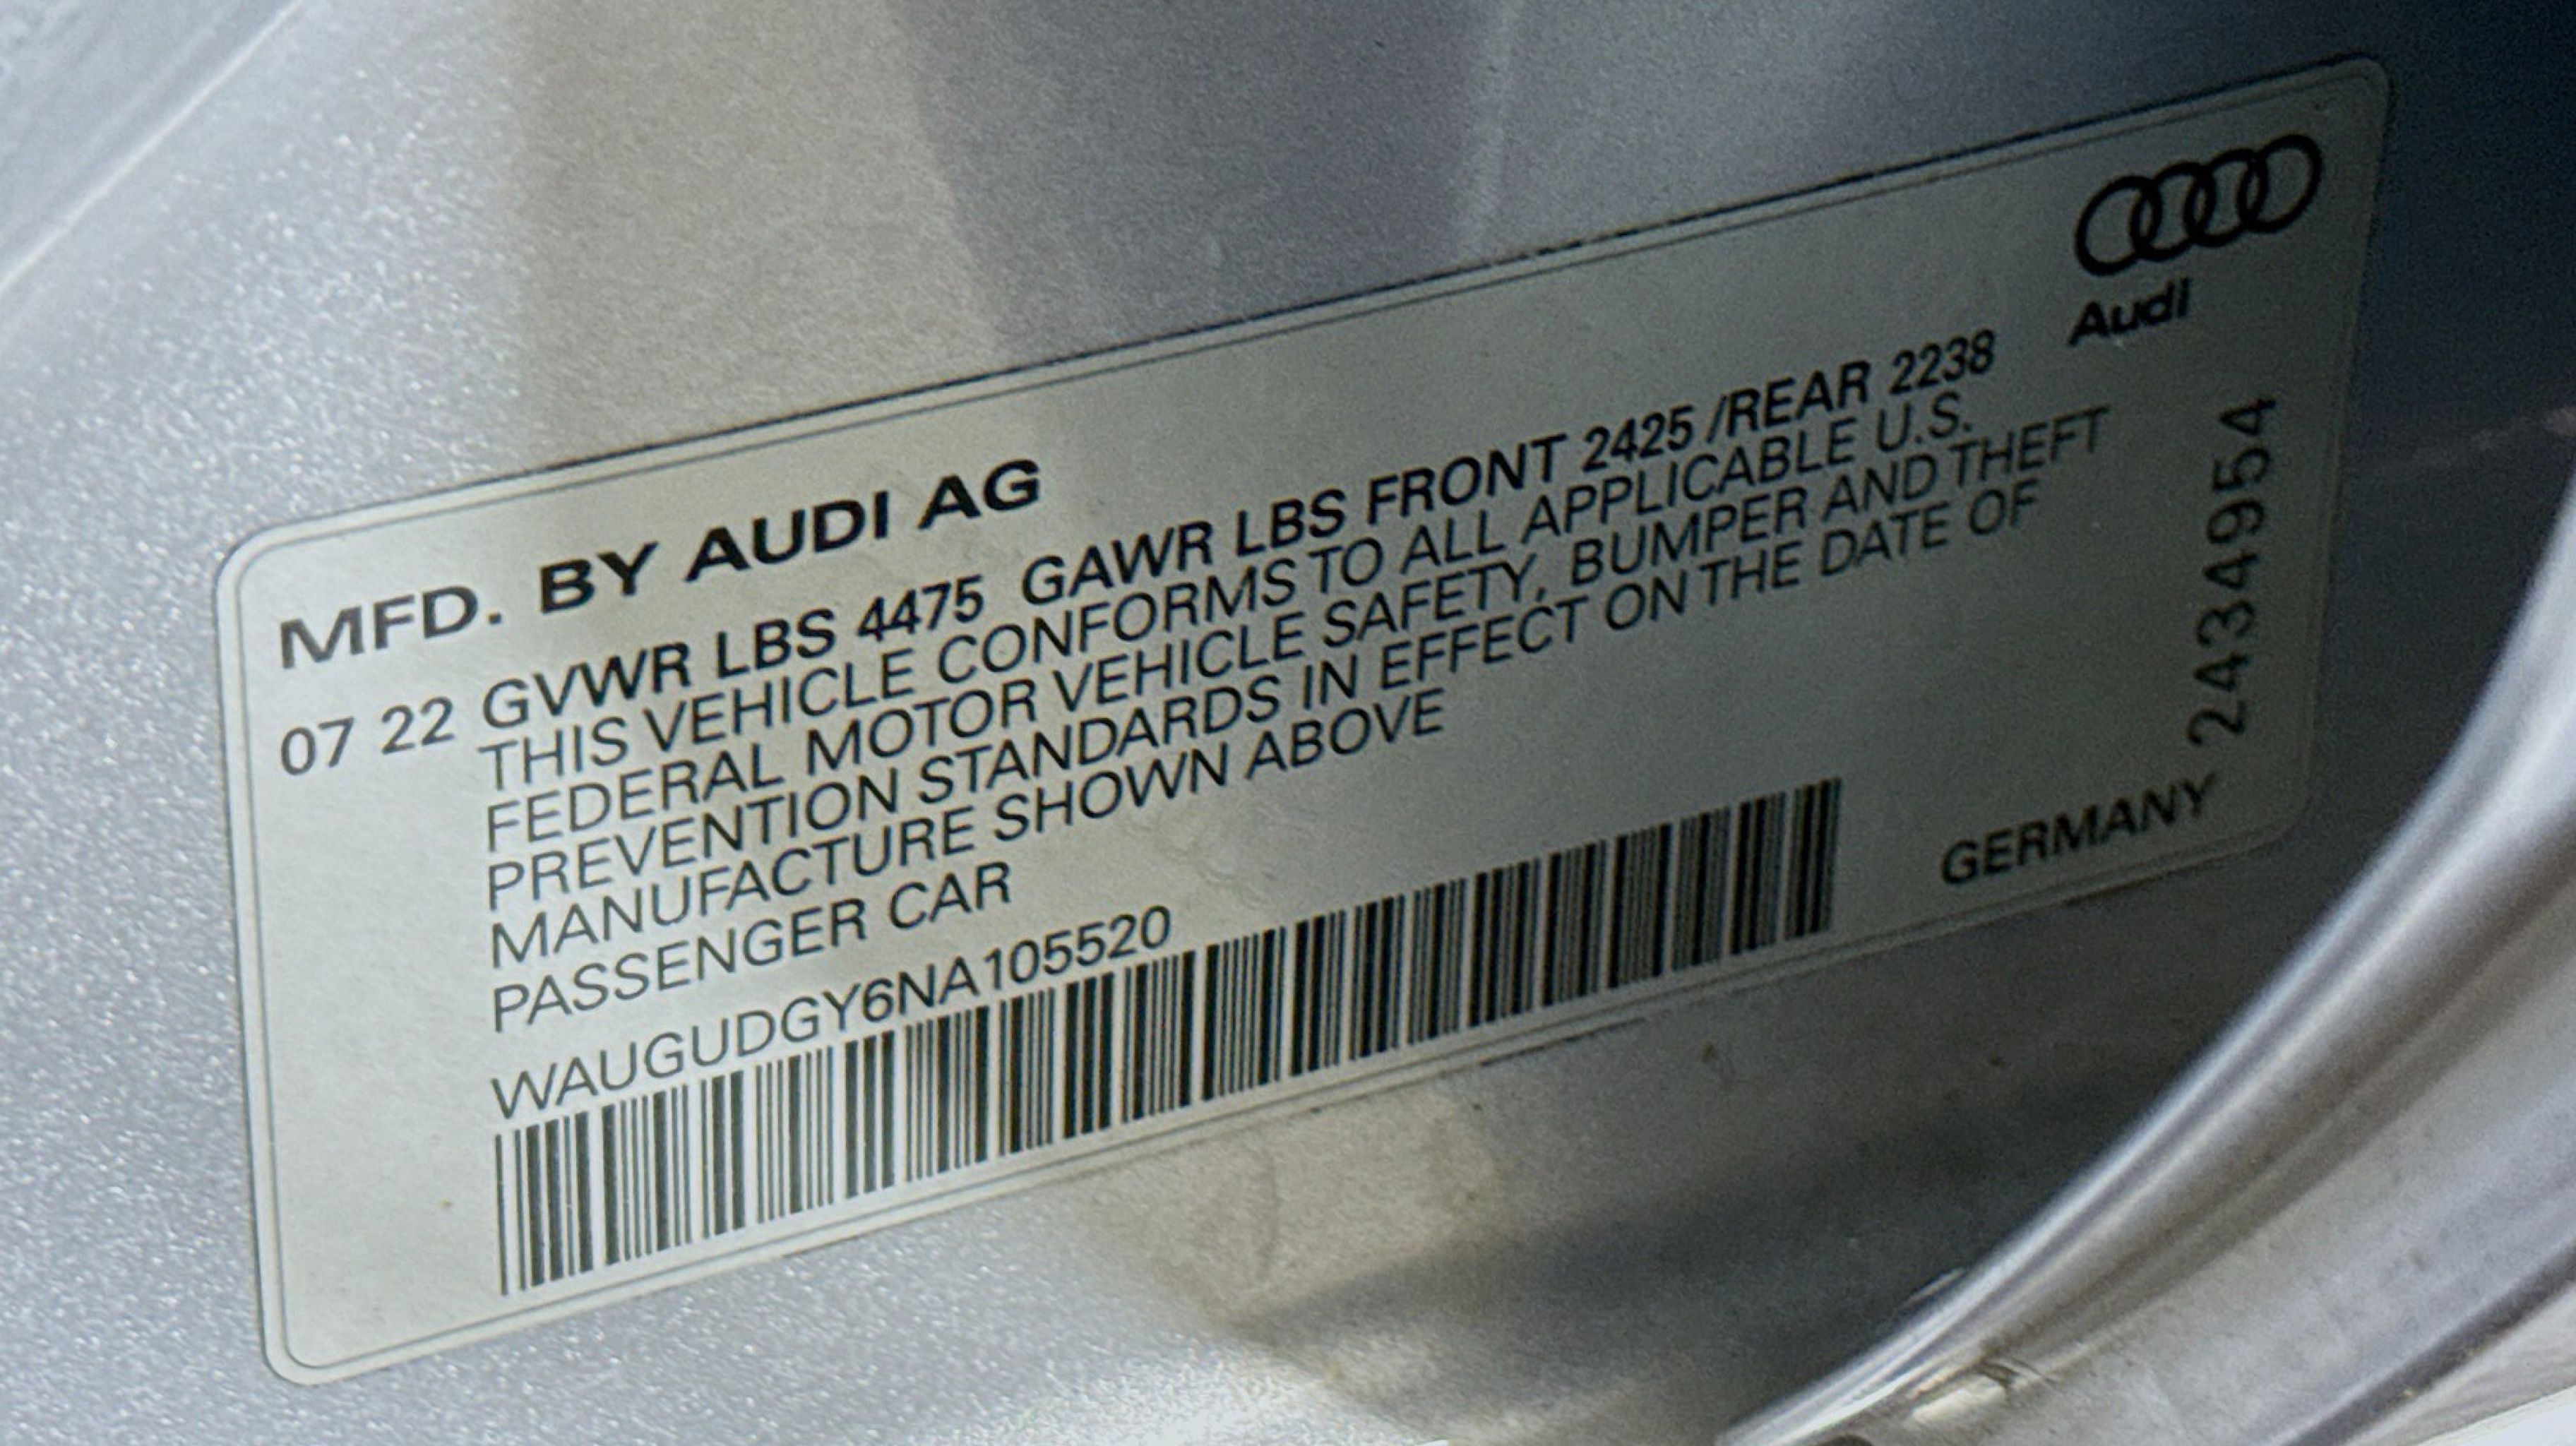 Audi
MFD. BY AUDI AG
07 22 GVWR LBS 4475 GAWR LBS FRONT 2425 /REAR 2238
THIS VEHICLE CONFORMS TO ALL APPLICABLE U.S.
FEDERAL MOTOR VEHICLE SAFETY, BUMPER AND THEFT
PREVENTION STANDARDS IN EFFECT ON THE DATE OF
MANUFACTURE SHOWN ABOVE
PASSENGER CAR
WAUGUDGY6NA105520
GERMANY
2434954